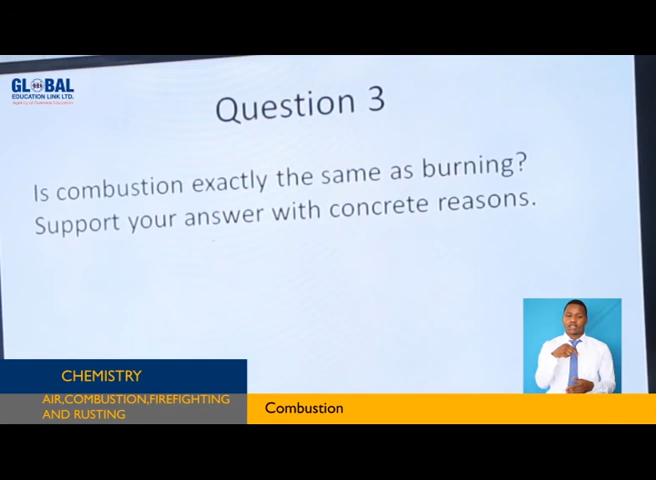 GLOBAL
EDUCATION LINK LTD.
Question 3
Is combustion exactly the same as burning?
Support your answer with concrete reasons.
CHEMISTRY
AIR,COMBUSTION,FIREFIGHTING
AND RUSTING
Combustion